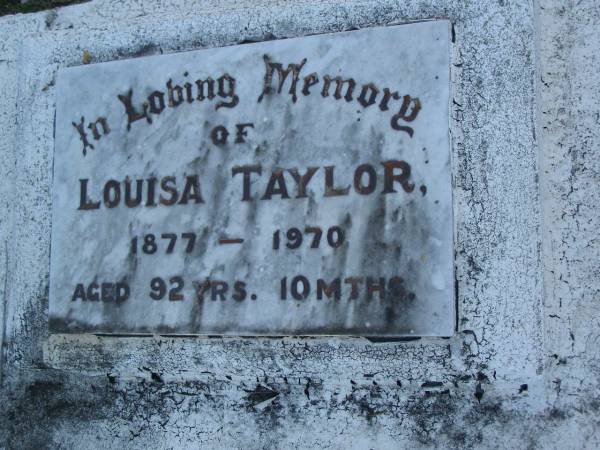 In Loving Memory
OF
LOUISA TAYLOR,
1877 — 1970
AGED 92 YRS. 10 MTHS.